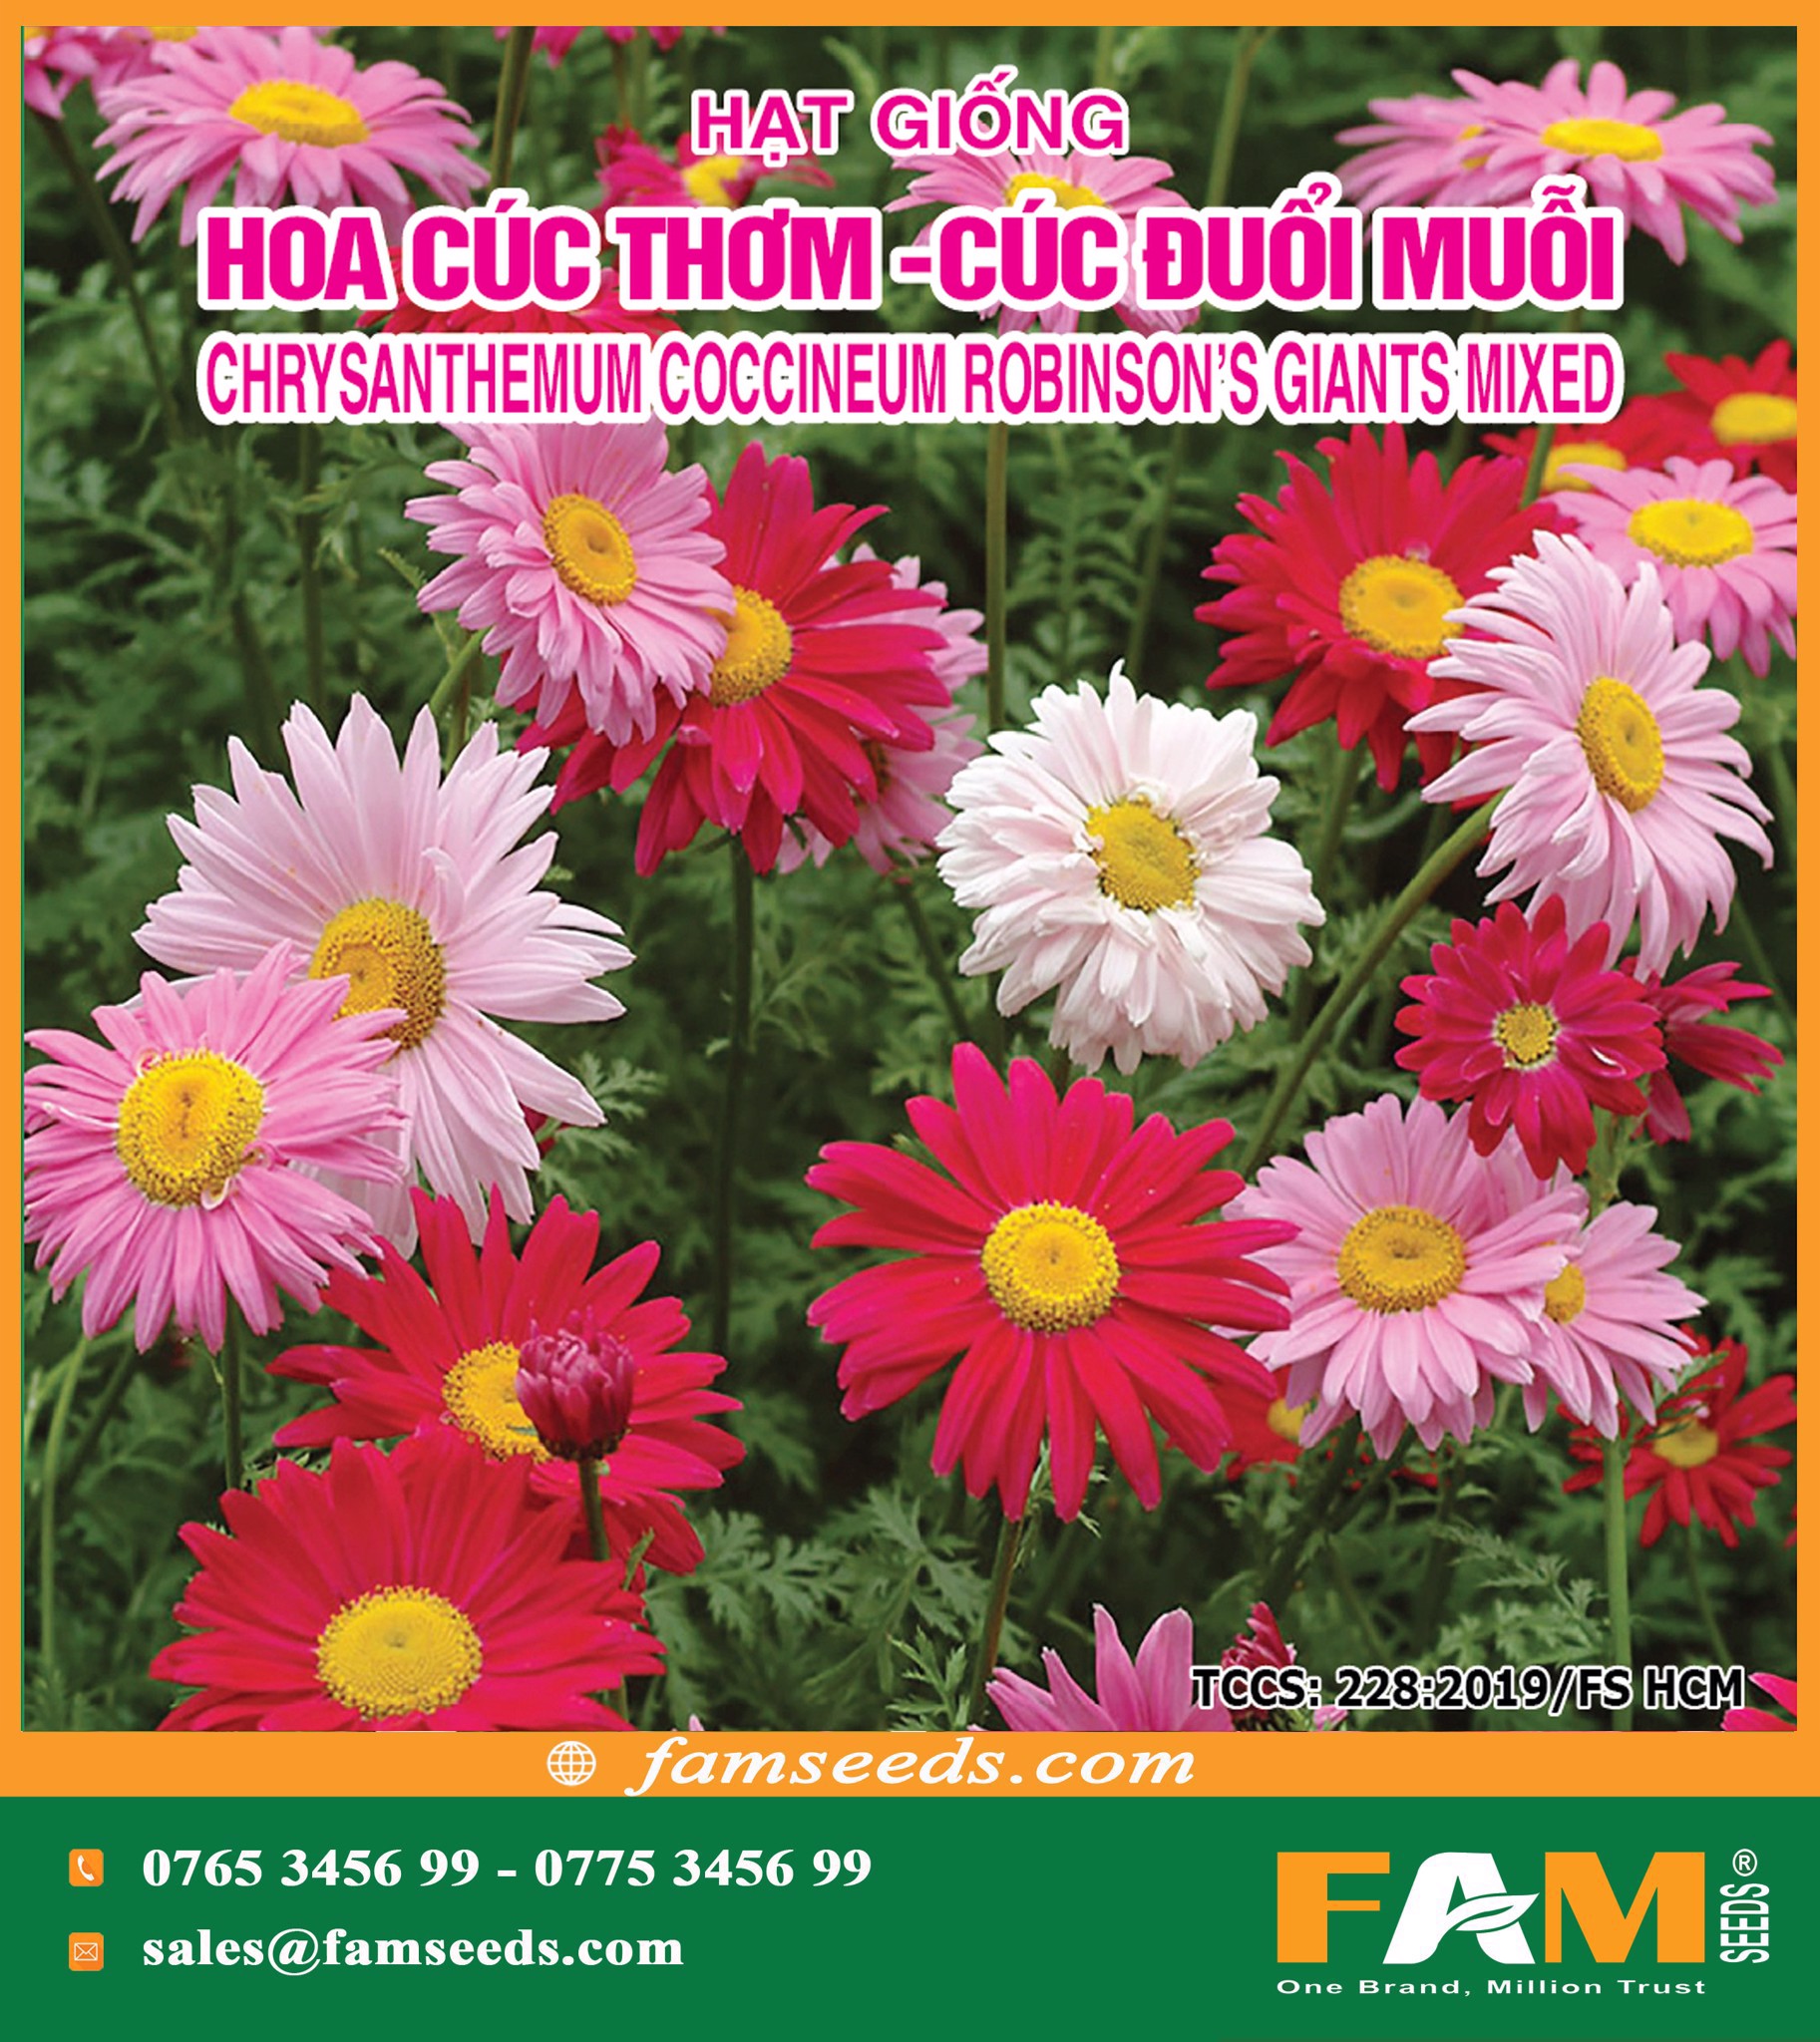 HẠT GIỐNG
HOA CÚC THƠM -CÚC ĐUỔI MUỖI
CHRYSANTHEMUM COCCINEUM ROBINSON'S GIANTS MIXED
TCCS: 228:2019/FS HCM
famseeds.com
0765 3456 99 - 0775 3456 99
sales@famseeds.com
FAM SEEDS®
One Brand, Million Trust